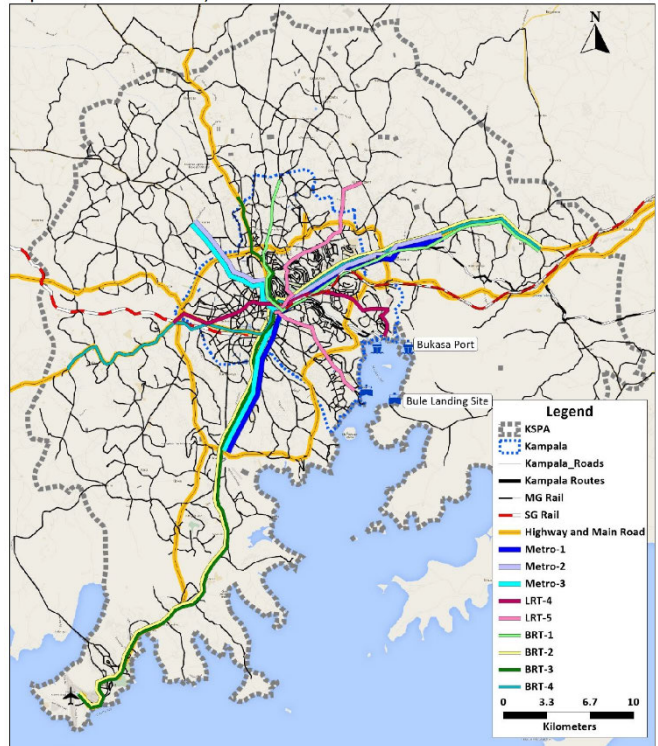 N
Bukasa Port
Bule Landing Site
Legend
KSPA
Kampala
Kampala_Roads
Kampala Routes
MG Rail
SG Rail
Highway and Main Road
Metro-1
Metro-2
Metro-3
LRT-4
LRT-5
BRT-1
BRT-2
BRT-3
BRT-4
0 3.3 6.7 10
Kilometers